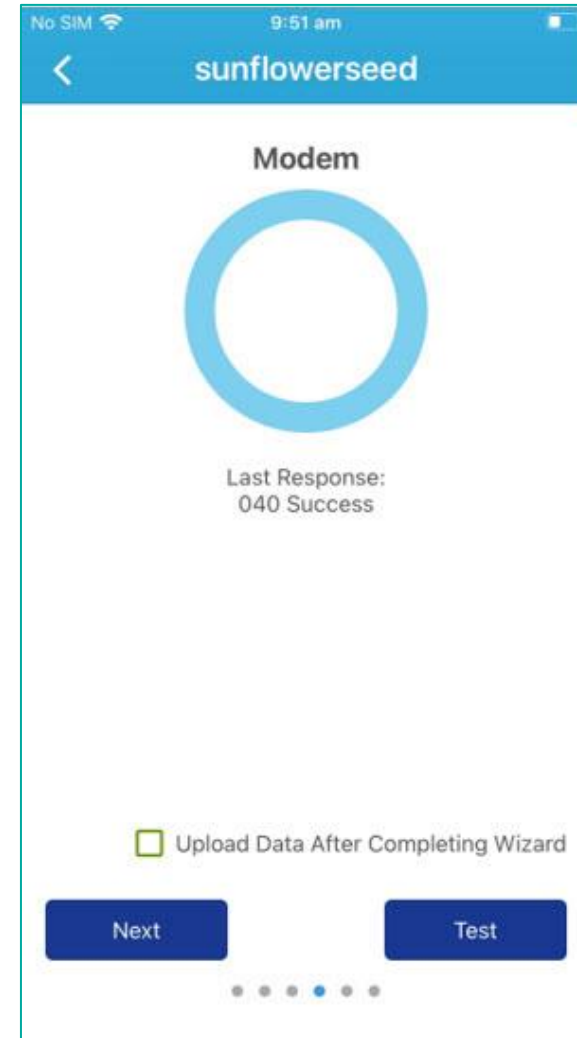 No SIM 9:51 am
sunflowerseed
Modem
Last Response:
040 Success
Upload Data After Completing Wizard
Next Test